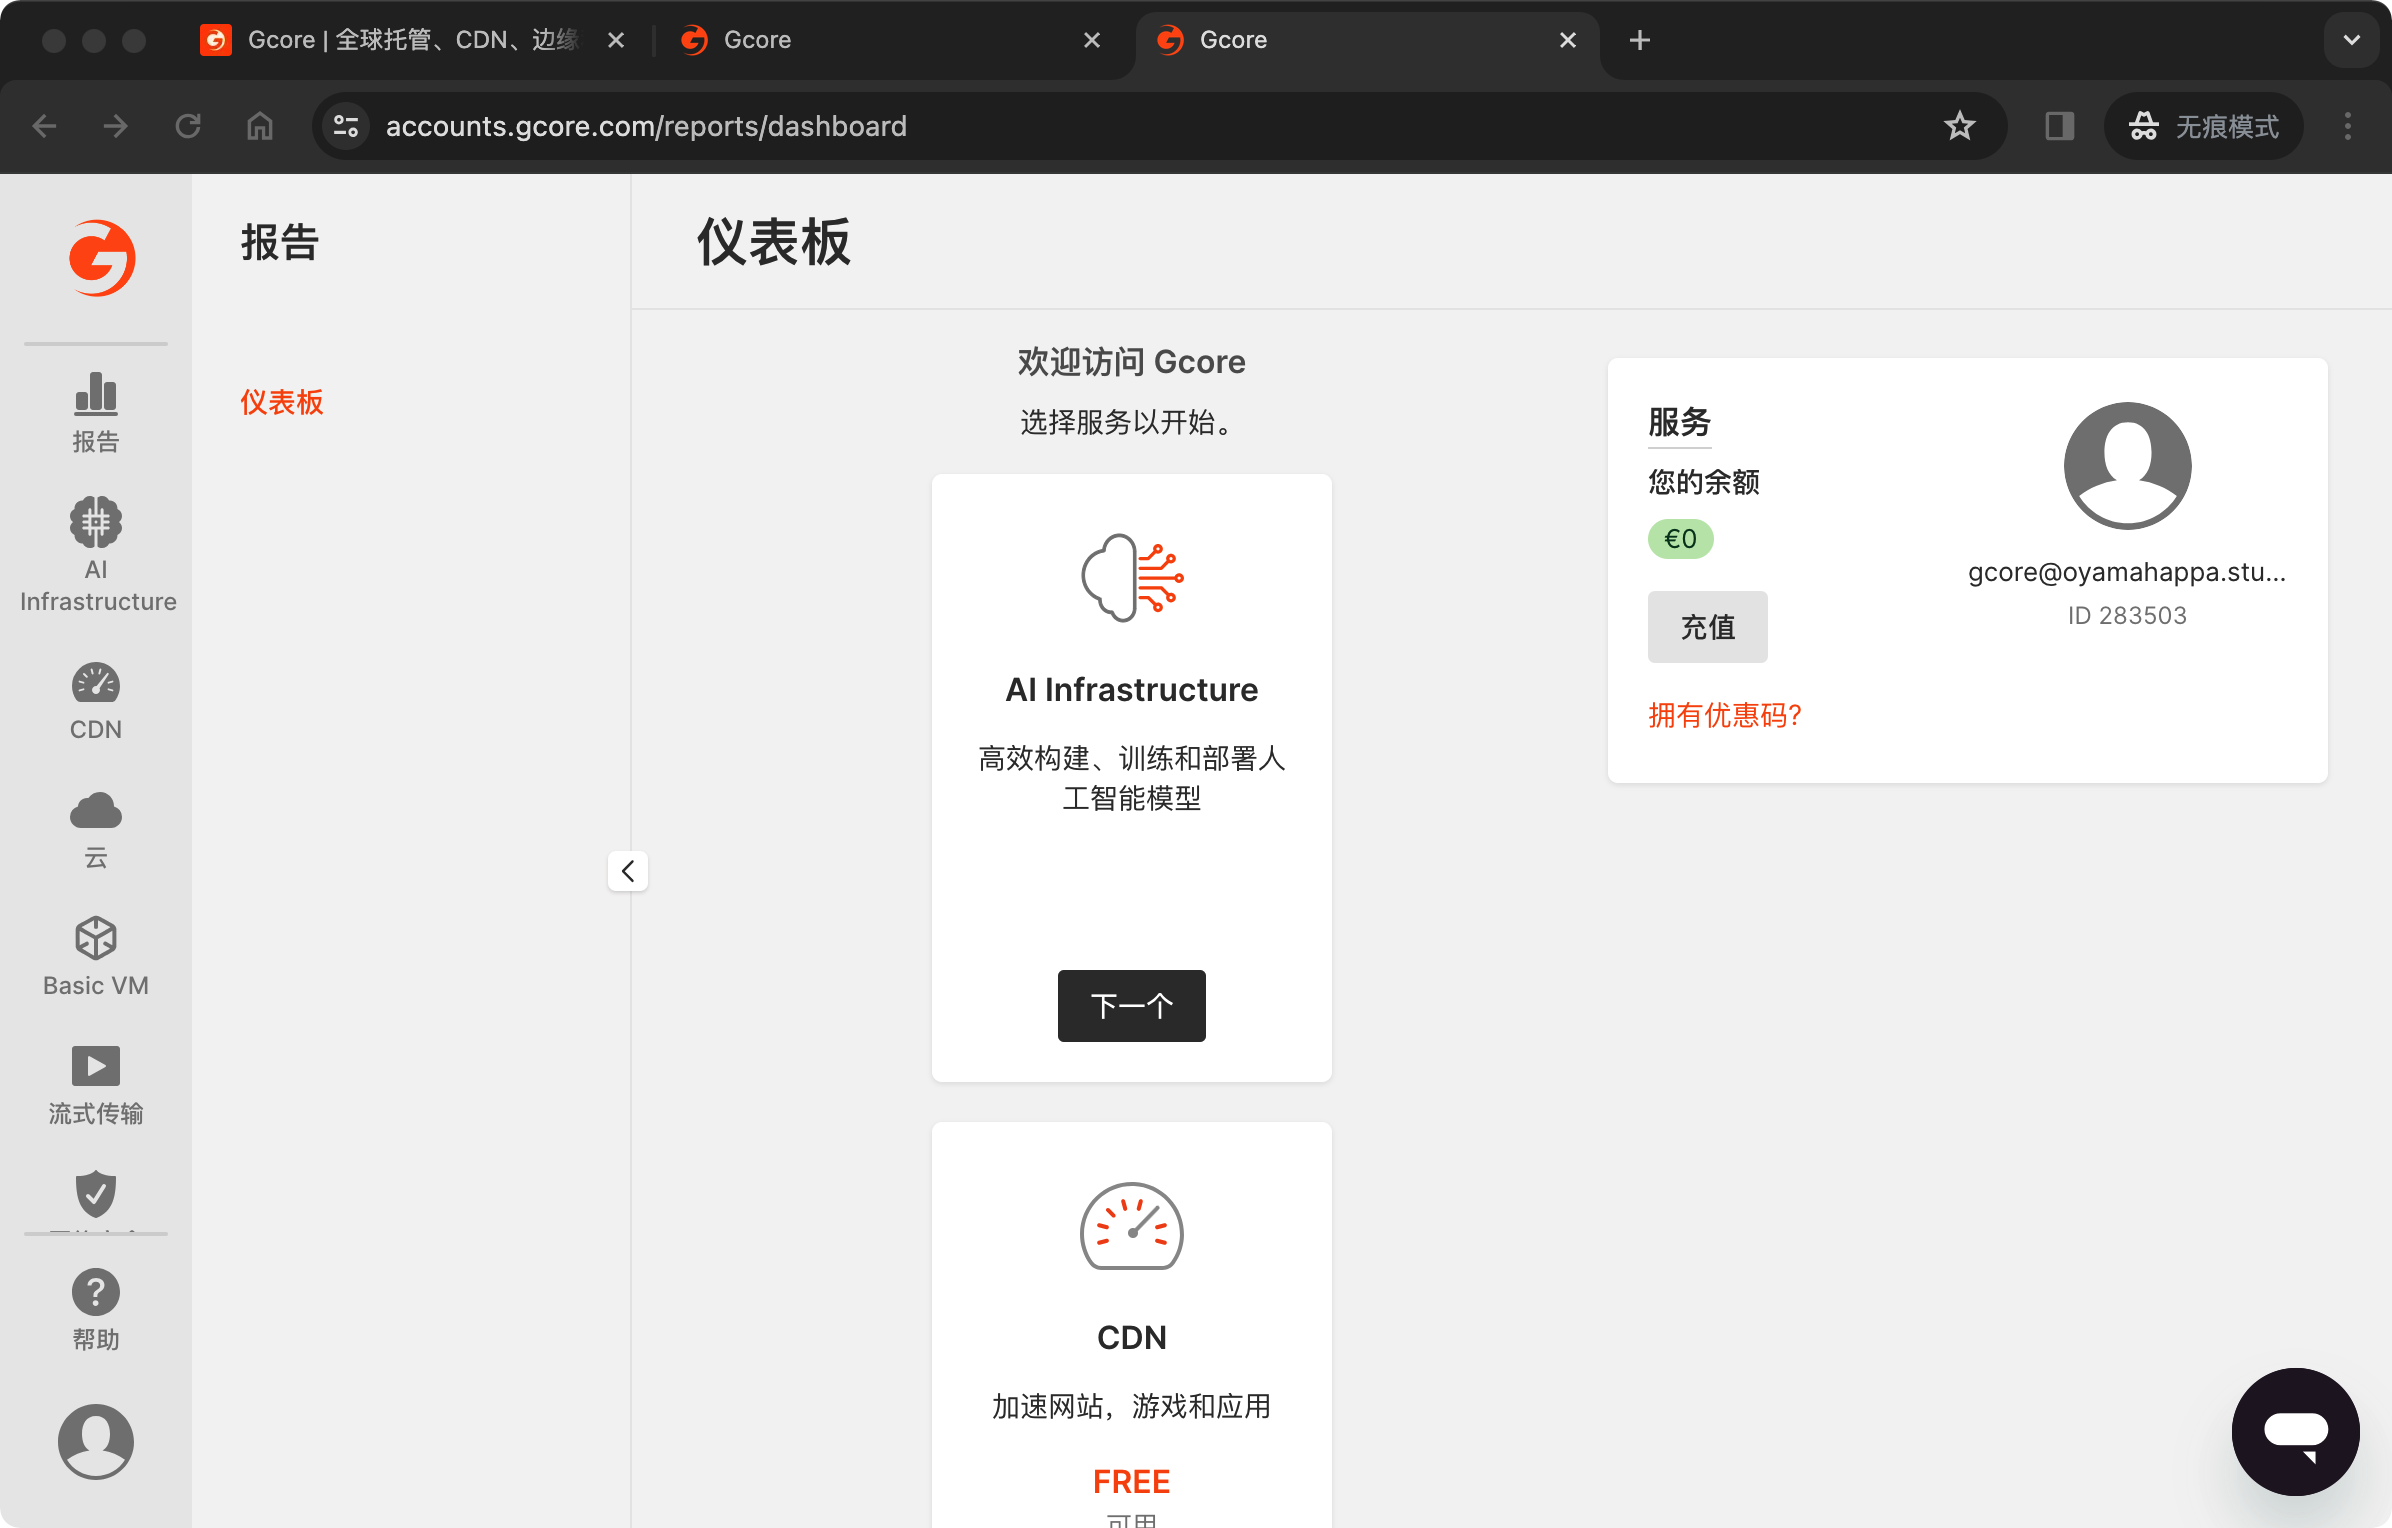 Gcore | 全球托管、CDN、边缘
Gcore
Gcore
accounts.gcore.com/reports/dashboard
无痕模式
报告
AI
Infrastructure
CDN
云
Basic VM
流式传输
帮助
报告
仪表板
仪表板
欢迎访问 Gcore
选择服务以开始。
AI Infrastructure
高效构建、训练和部署人
工智能模型
下一个
CDN
加速网站，游戏和应用
FREE
可用
服务
您的余额
€0
充值
拥有优惠码?
gcore@oyamahappa.stu...
ID 283503